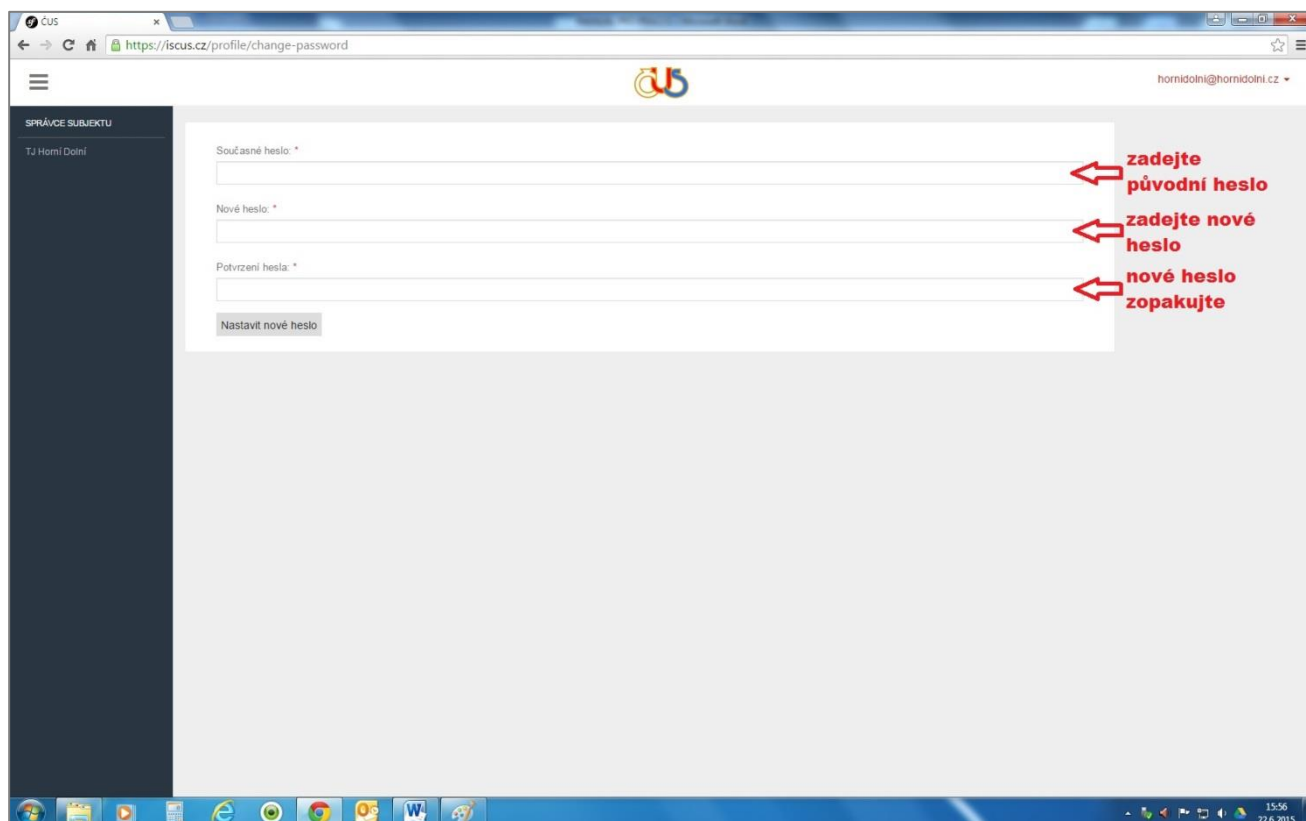 ČUS
https://iscus.cz/profile/change-password
ČUS
hornidolni@hornidolni.cz
SPRÁVCE SUBJEKTU
TJ Horní Dolní
Současné heslo: *
zadejte
původní heslo
Nové heslo: *
zadejte nové
heslo
Potvrzení hesla: *
nové heslo
zopakujte
Nastavit nové heslo
15:56
22.6.2015